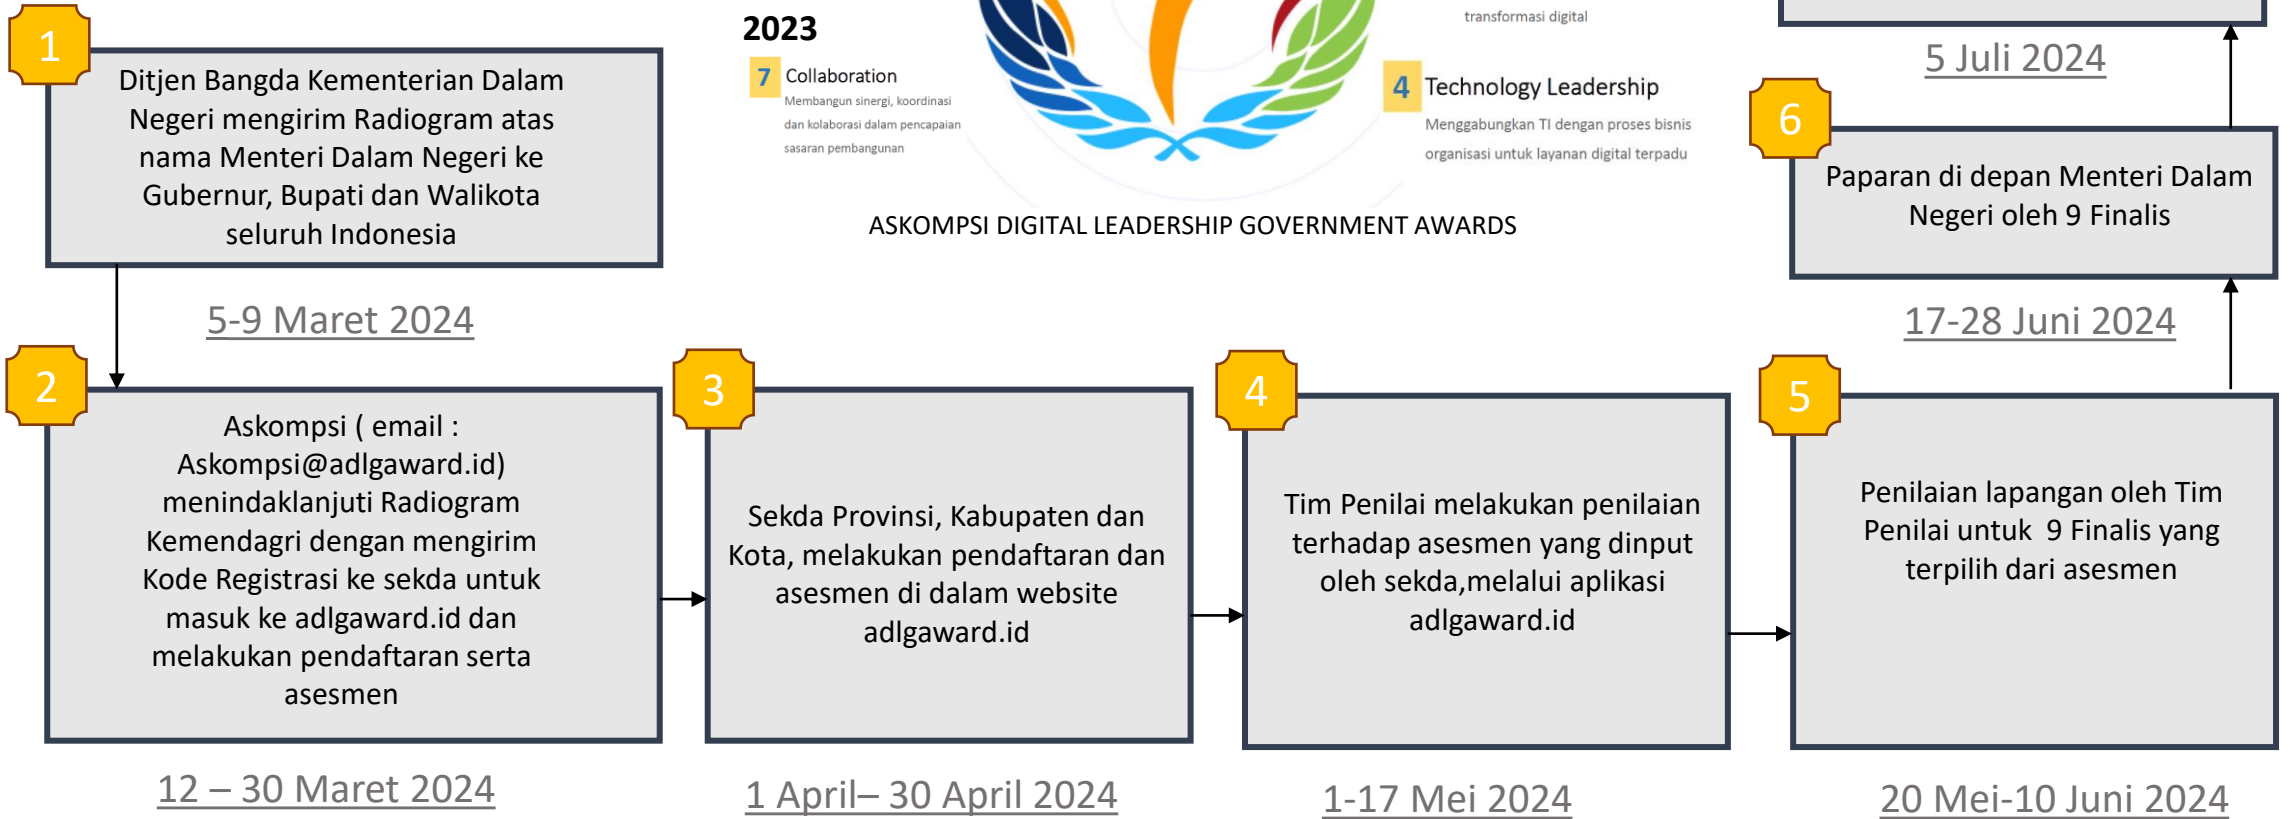 1
Ditjen Bangda Kementerian Dalam
Negeri mengirim Radiogram atas
nama Menteri Dalam Negeri ke
Gubernur, Bupati dan Walikota
seluruh Indonesia
5-9 Maret 2024
2023
7 Collaboration
Membangun sinergi, koordinasi
dan kolaborasi dalam pencapaian
sasaran pembangunan
transformasi digital
4 Technology Leadership
Menggabungkan TI dengan proses bisnis
organisasi untuk layanan digital terpadu
ASKOMPSI DIGITAL LEADERSHIP GOVERNMENT AWARDS
2
Askompsi ( email :
Askompsi@adlgaward.id)
menindaklanjuti Radiogram
Kemendagri dengan mengirim
Kode Registrasi ke sekda untuk
masuk ke adlgaward.id dan
melakukan pendaftaran serta
asesmen
12 – 30 Maret 2024
3
Sekda Provinsi, Kabupaten dan
Kota, melakukan pendaftaran dan
asesmen di dalam website
adlgaward.id
1 April– 30 April 2024
4
Tim Penilai melakukan penilaian
terhadap asesmen yang dinput
oleh sekda,melalui aplikasi
adlgaward.id
1-17 Mei 2024
5
Penilaian lapangan oleh Tim
Penilai untuk 9 Finalis yang
terpilih dari asesmen
20 Mei-10 Juni 2024
6
Paparan di depan Menteri Dalam
Negeri oleh 9 Finalis
17-28 Juni 2024
5 Juli 2024